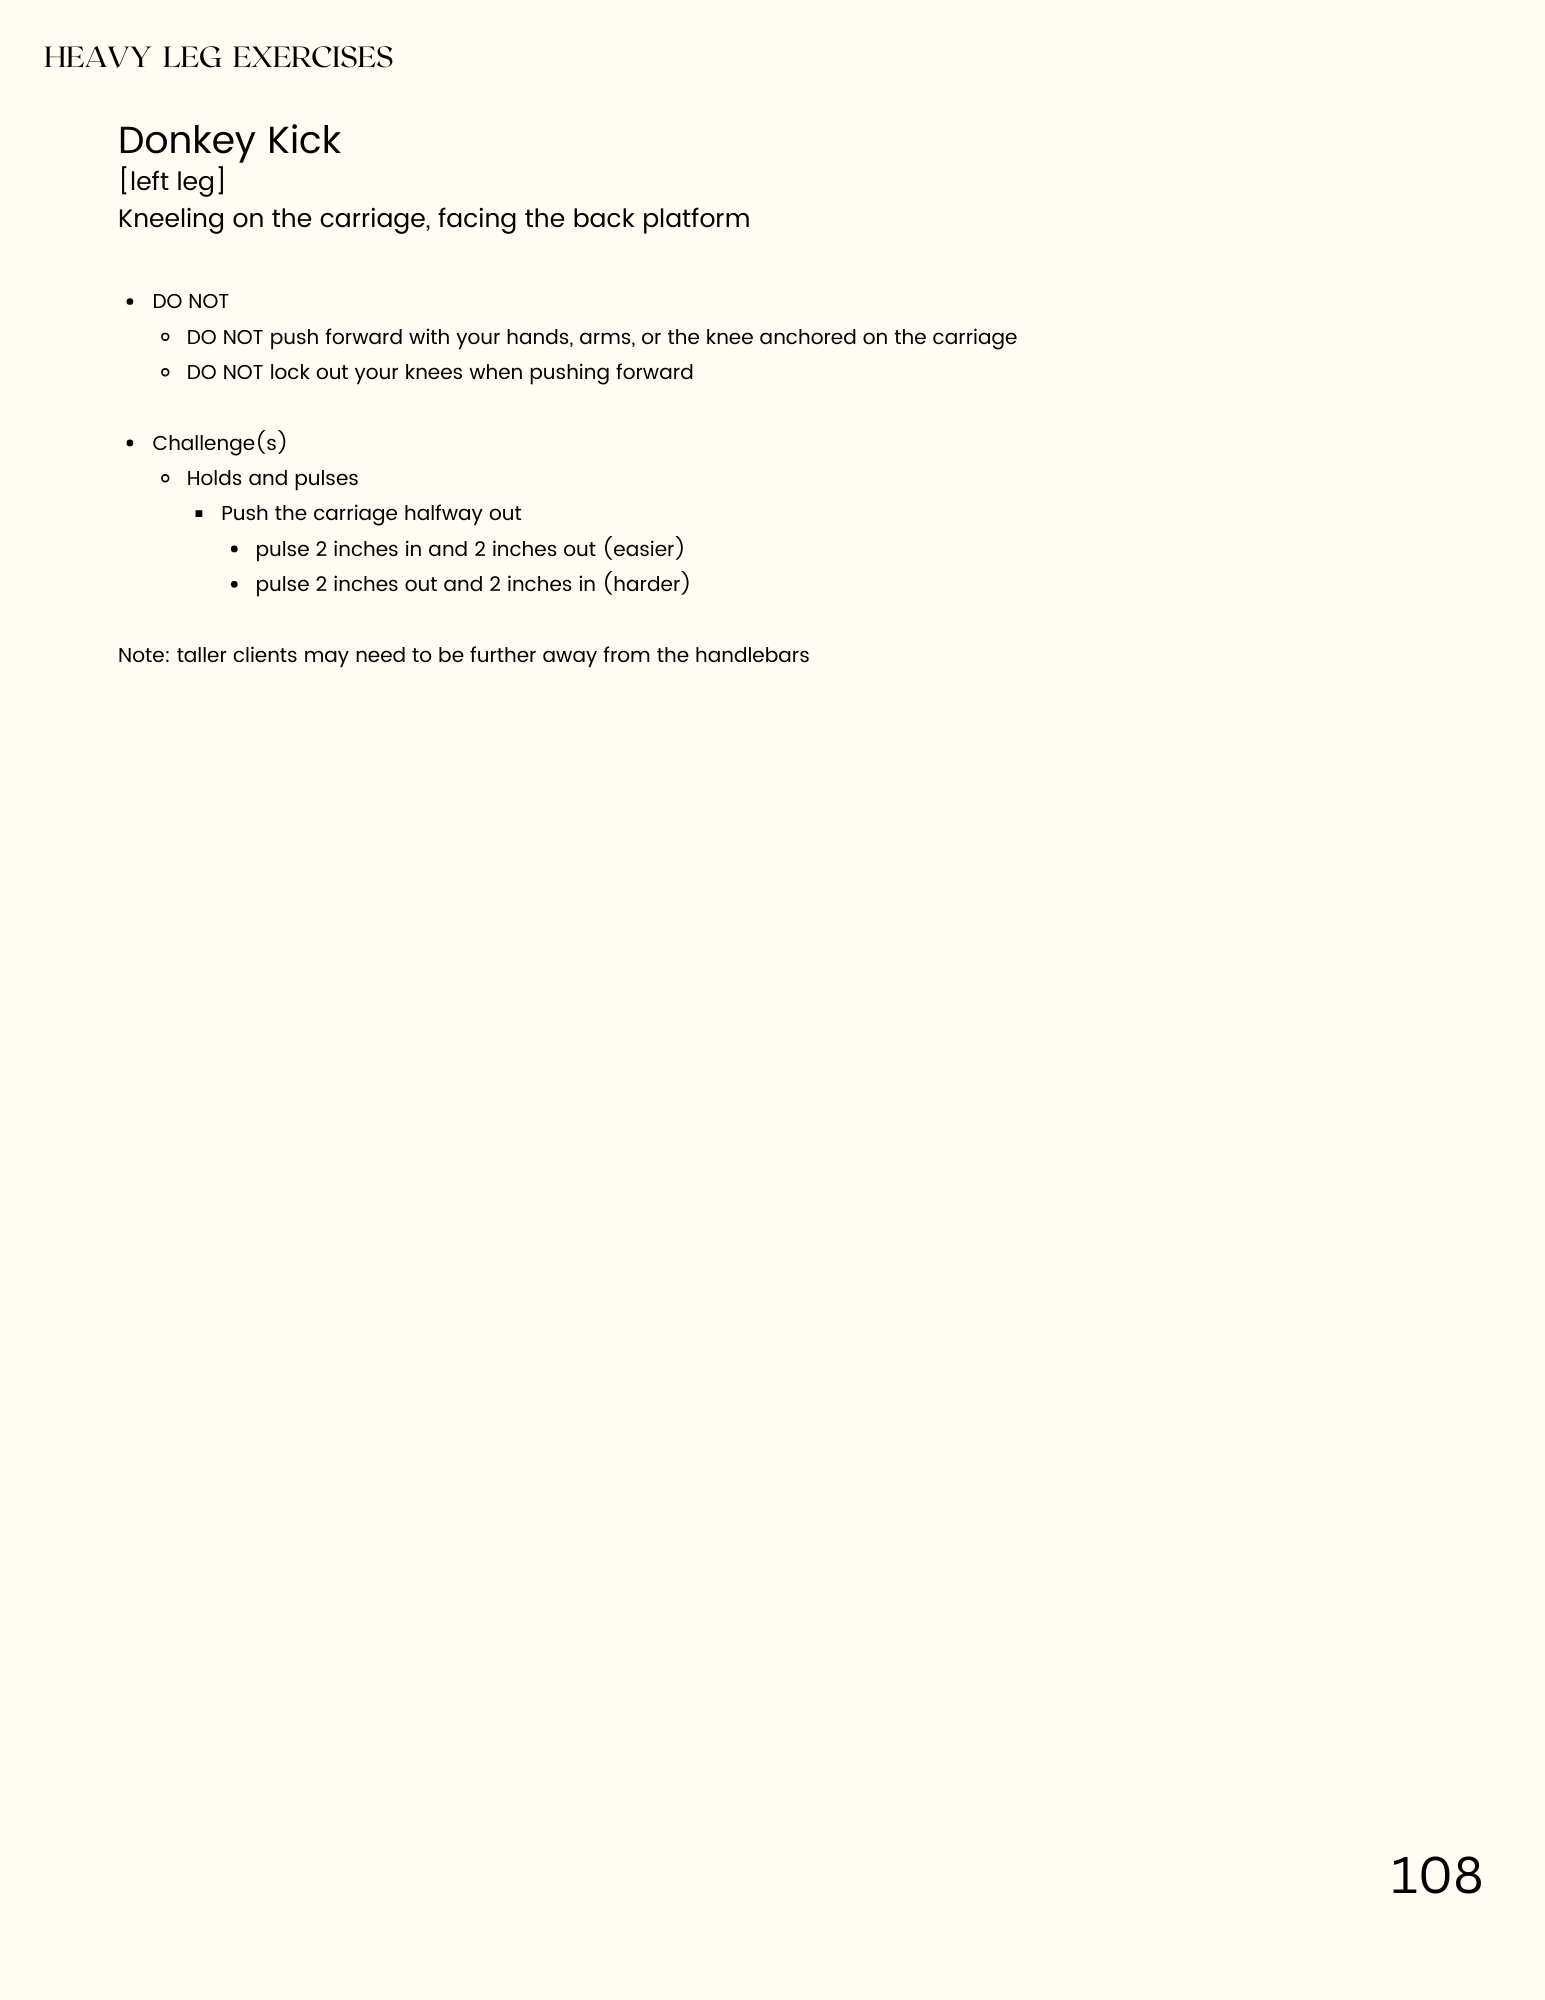 HEAVY LEG EXERCISES
Donkey Kick
[left leg]
Kneeling on the carriage, facing the back platform
• DO NOT
◦ DO NOT push forward with your hands, arms, or the knee anchored on the carriage
◦ DO NOT lock out your knees when pushing forward
• Challenge(s)
◦ Holds and pulses
▪ Push the carriage halfway out
• pulse 2 inches in and 2 inches out (easier)
• pulse 2 inches out and 2 inches in (harder)
Note: taller clients may need to be further away from the handlebars
108